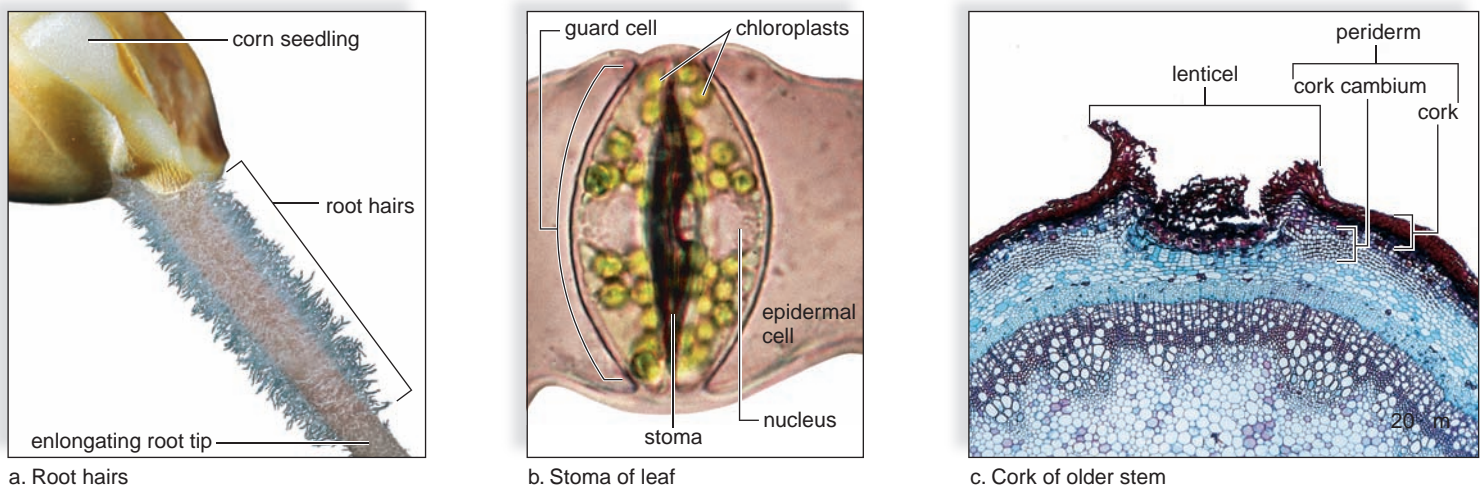 corn seedling
root hairs
enlongating root tip
a. Root hairs
guard cell
chloroplasts
epidermal
cell
nucleus
stoma
b. Stoma of leaf
periderm
lenticel
cork cambium
cork
20 m
c. Cork of older stem